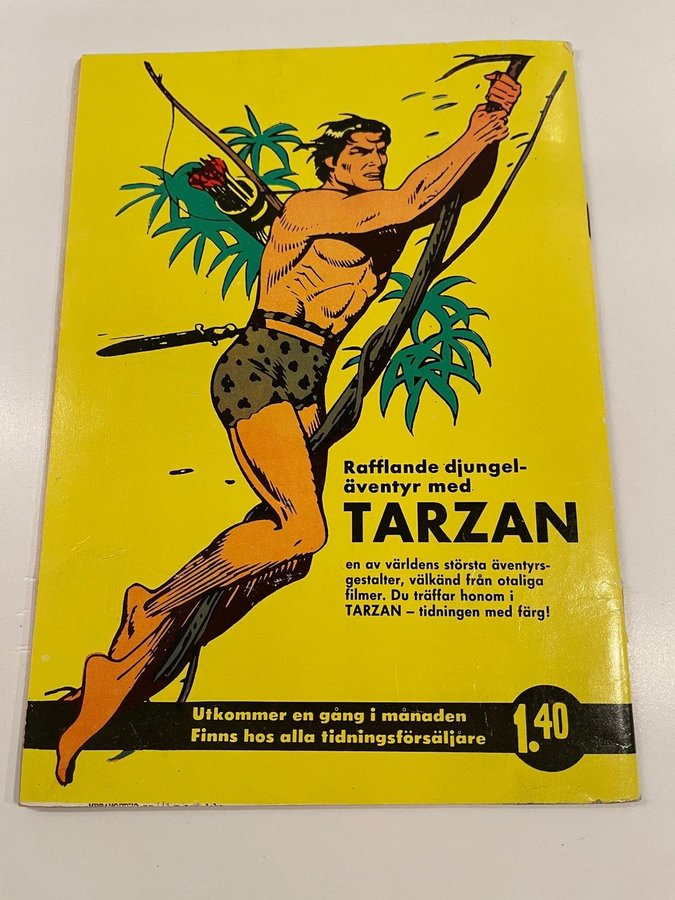 Rafflande djungel-
äventyr med
TARZAN
en av världens största äventyrs-
gestalter, välkänd från otaliga
filmer. Du träffar honom i
TARZAN – tidningen med färg!
Utkommer en gång i månaden
Finns hos alla tidningsförsäljare
1.40